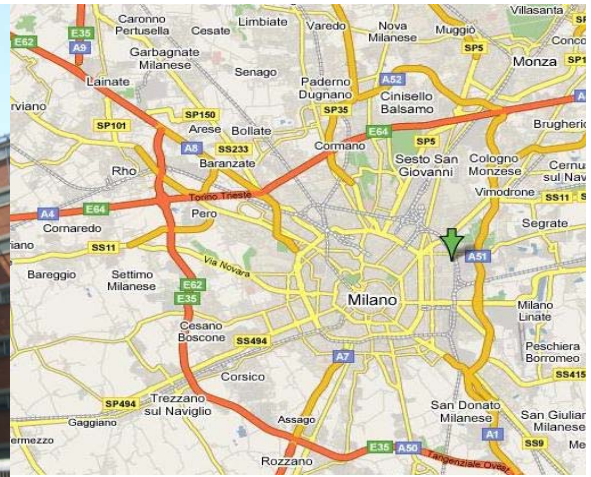 Villasanta
Caronno
Pertusella
Cesate
Limbiate
Varedo
Nova
Milanese
Muggiò
SP5
E62
E35
A9
Garbagnate
Milanese
Senago
Paderno
Dugnano
A52
Cinisello
Balsamo
Monza
Lainate
SP35
SP150
SP101
Arese
Bollate
E64
Brugherio
A8
SS233
Baranzate
Cormano
SP5
Sesto San
Giovanni
Cologno
Monzese
Rho
Vimodrone
Torino Trieste
SS11
A4
E64
Pero
Segrate
Cornaredo
SS11
Via Novara
A51
Bareggio
Settimo
Milanese
E62
E35
Milano
Milano
Linate
Cesano
Boscone
SS494
Peschiera
Borromeo
A7
SS415
Corsico
SP494
Trezzano
sul Naviglio
San Donato
Milanese
Gaggiano
Assago
A1
E35
A50
SS9
Rozzano
Tangenziale Ovest